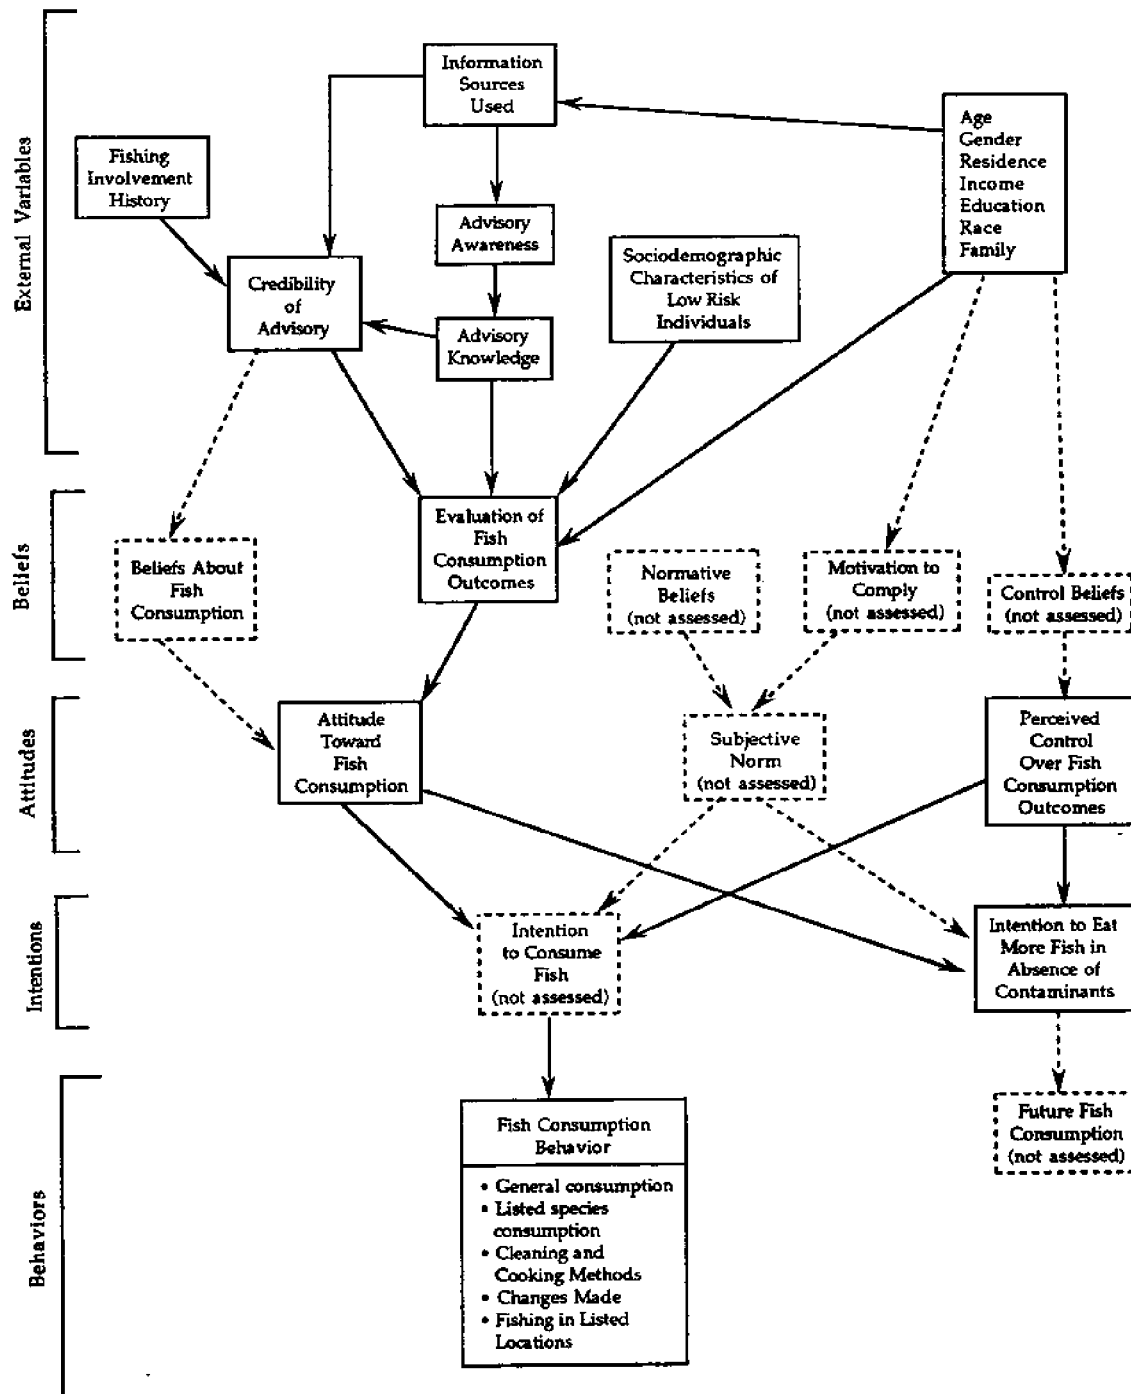 External Variables
Information
Sources
Used
Age
Gender
Residence
Income
Education
Race
Family
Fishing
Involvement
History
Advisory
Awareness
Sociodemographic
Characteristics of
Low Risk
Individuals
Credibility
of
Advisory
Advisory
Knowledge
Beliefs
Evaluation of
Fish
Consumption
Outcomes
Beliefs About
Fish
Consumption
Normative
Beliefs
(not assessed)
Motivation to
Comply
(not assessed)
Control Beliefs
(not assessed)
Attitudes
Attitude
Toward
Fish
Consumption
Subjective
Norm
(not assessed)
Perceived
Control
Over Fish
Consumption
Outcomes
Intentions
Intention
to Consume
Fish
(not assessed)
Intention to Eat
More Fish in
Absence of
Contaminants
Behaviors
Fish Consumption
Behavior
• General consumption
• Listed species
consumption
• Cleaning and
Cooking Methods
• Changes Made
• Fishing in Listed
Locations
Future Fish
Consumption
(not assessed)